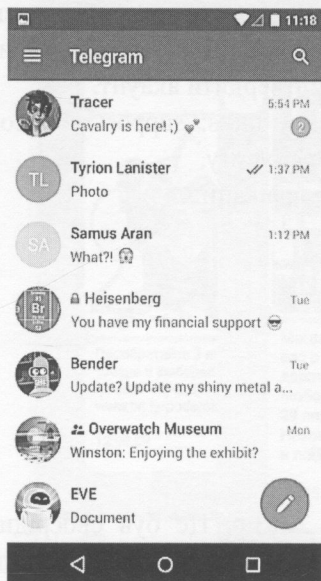 11:18
Telegram
Tracer 5:54 PM
Cavalry is here! ;) 💕 2
TL Tyrion Lanister 1:37 PM
Photo
SA Samus Aran 1:12 PM
What?! 😱
Br Heisenberg Tue
You have my financial support 😎
Bender Tue
Update? Update my shiny metal a...
Overwatch Museum Mon
Winston: Enjoying the exhibit?
EVE
Document